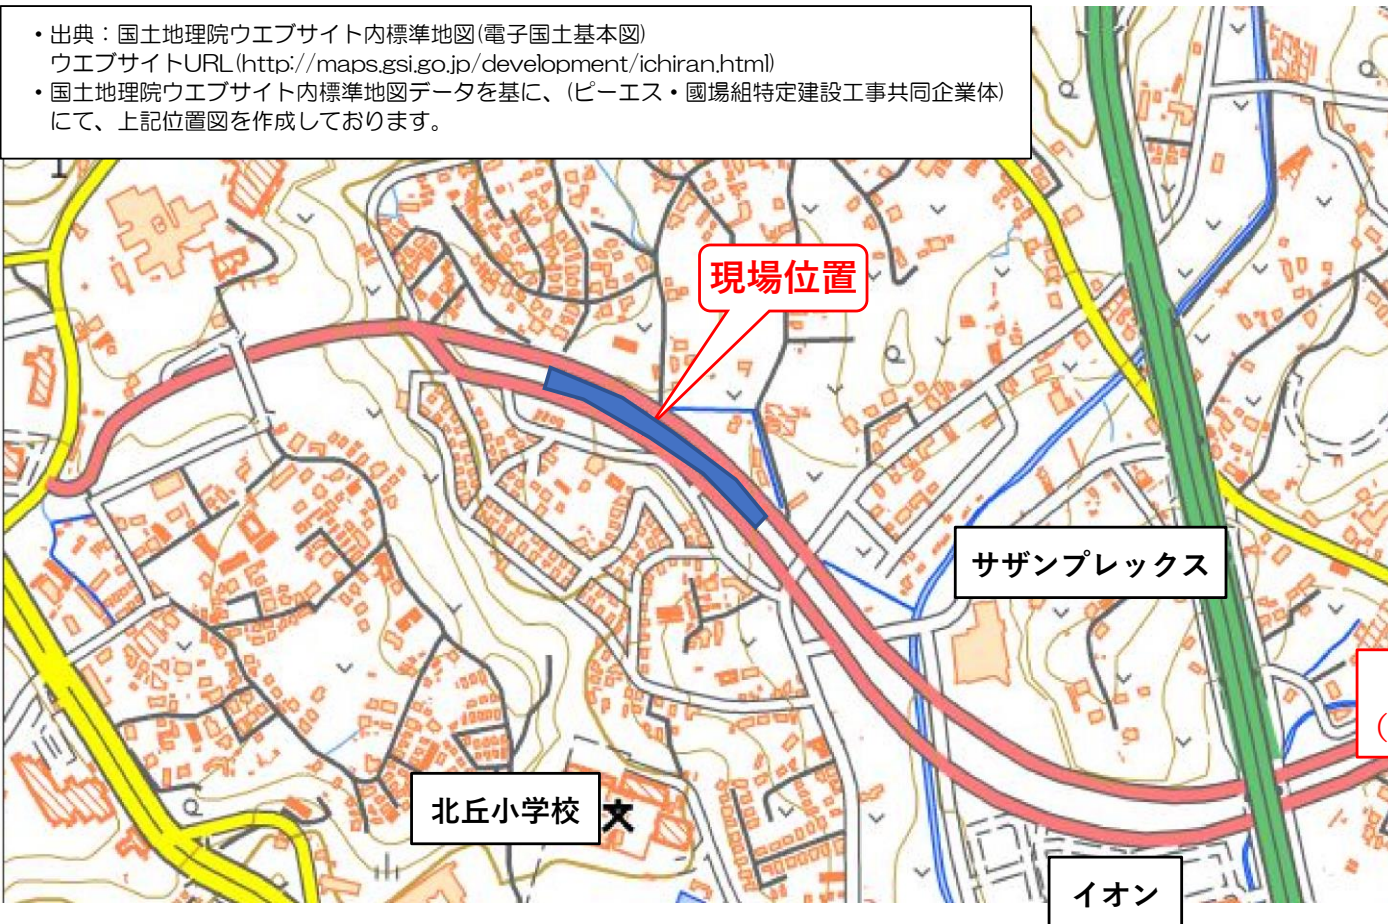 ・出典：国土地理院ウエブサイト内標準地図(電子国土基本図)
ウエブサイトURL(http://maps.gsi.go.jp/development/ichiran.html)
・国土地理院ウエブサイト内標準地図データを基に、(ピーエス・國場組特定建設工事共同企業体)
にて、上記位置図を作成しております。
現場位置
サザンプレックス
（
北丘小学校
イオン